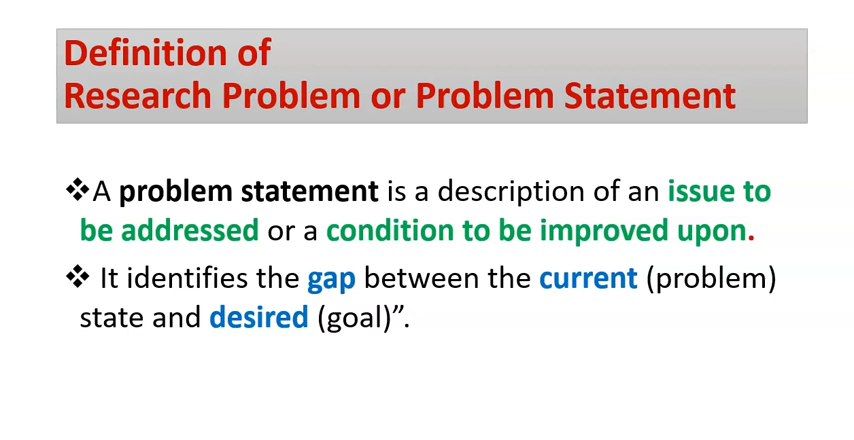 Definition of
Research Problem or Problem Statement
❖A problem statement is a description of an issue to
be addressed or a condition to be improved upon.
❖ It identifies the gap between the current (problem)
state and desired (goal)”.